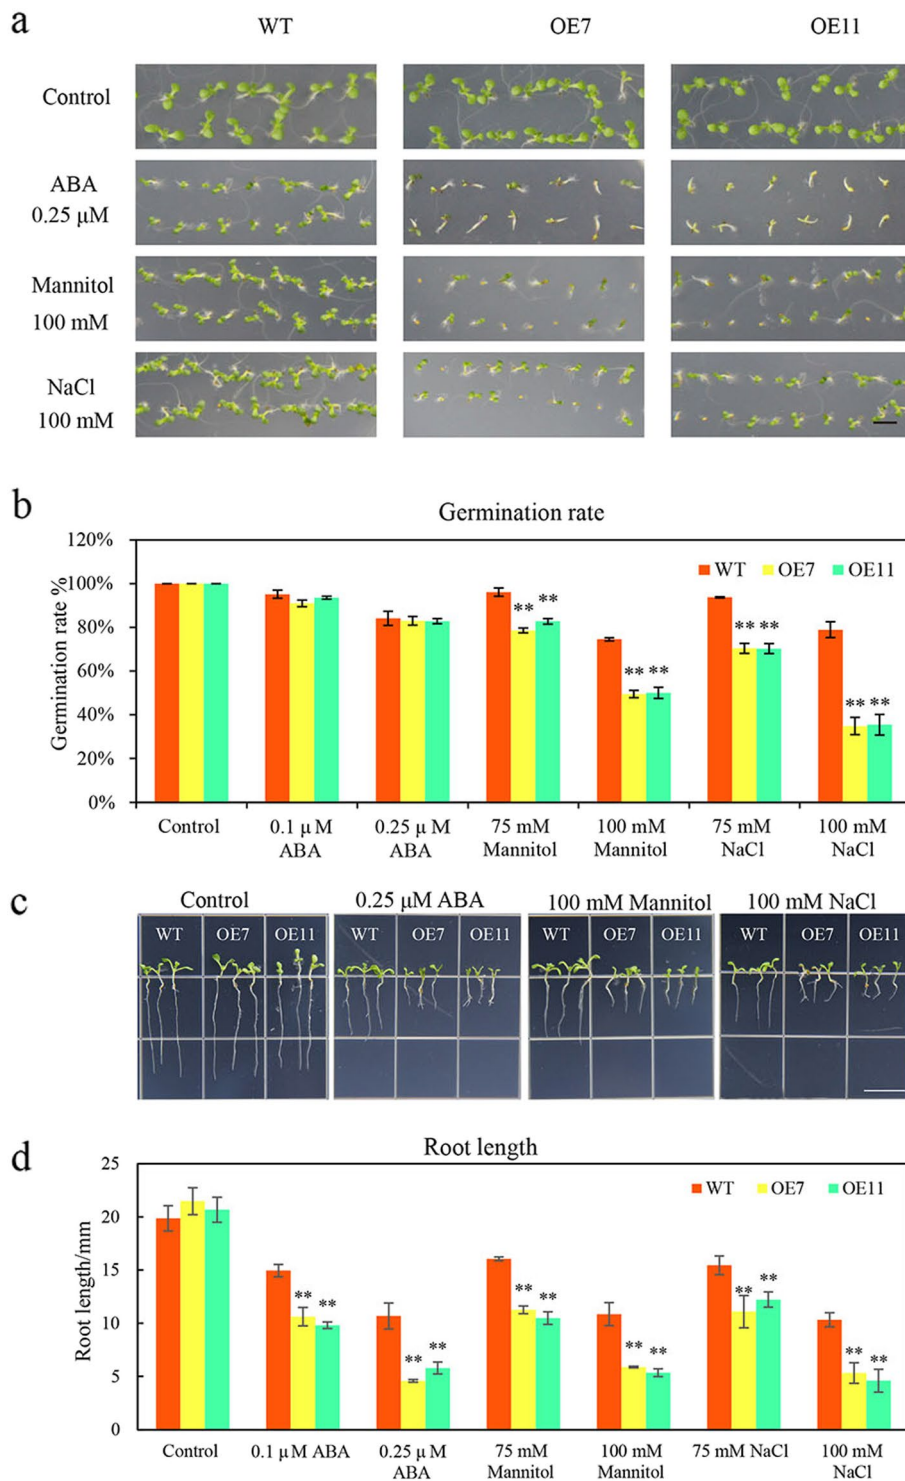 a
WT OE7 OE11
Control
ABA
0.25 μM
Mannitol
100 mM
NaCl
100 mM
b
Germination rate
Germination rate %
120%
100%
80%
60%
40%
20%
0%
WT OE7 OE11
** **
** **
** **
** **
Control
0.1 μ M
ABA
0.25 μ M
ABA
75 mM
Mannitol
100 mM
Mannitol
75 mM
NaCl
100 mM
NaCl
c
Control
0.25 μM ABA
100 mM Mannitol
100 mM NaCl
WT OE7 OE11
WT OE7 OE11
WT OE7 OE11
WT OE7 OE11
d
Root length
Root length/mm
25
20
15
10
5
0
WT OE7 OE11
** **
** **
** **
** **
** **
** **
Control
0.1 μ M ABA
0.25 μ M
ABA
75 mM
Mannitol
100 mM
Mannitol
75 mM NaCl
100 mM
NaCl